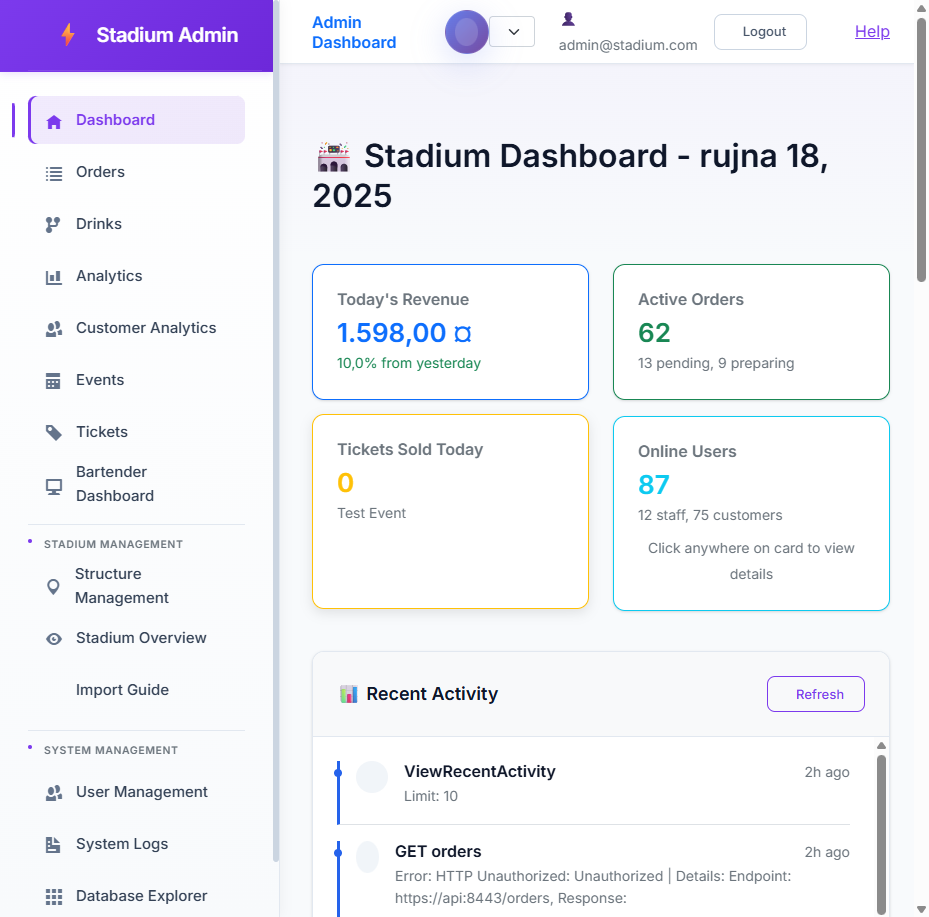 Stadium Admin
Dashboard
Orders
Drinks
Analytics
Customer Analytics
Events
Tickets
Bartender
Dashboard
STADIUM MANAGEMENT
Structure
Management
Stadium Overview
Import Guide
SYSTEM MANAGEMENT
User Management
System Logs
Database Explorer
Admin
Dashboard
admin@stadium.com
Logout
Help
Stadium Dashboard - rujna 18,
2025
Today's Revenue
1.598,00 ¤
10,0% from yesterday
Active Orders
62
13 pending, 9 preparing
Tickets Sold Today
0
Test Event
Online Users
87
12 staff, 75 customers
Click anywhere on card to view
details
Recent Activity
Refresh
ViewRecentActivity
2h ago
Limit: 10
GET orders
2h ago
Error: HTTP Unauthorized: Unauthorized | Details: Endpoint:
https://api:8443/orders, Response: